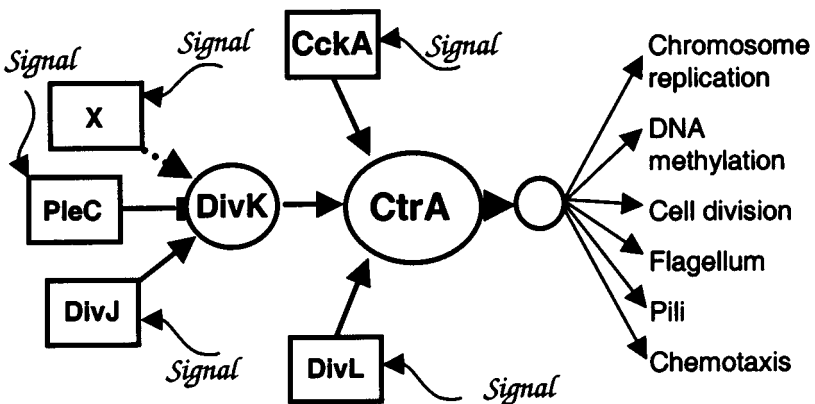 Signal
Signal
X
PleC
DivJ
Signal
DivK
CckA
Signal
CtrA
DivL
Signal
Chromosome
replication
DNA
methylation
Cell division
Flagellum
Pili
Chemotaxis